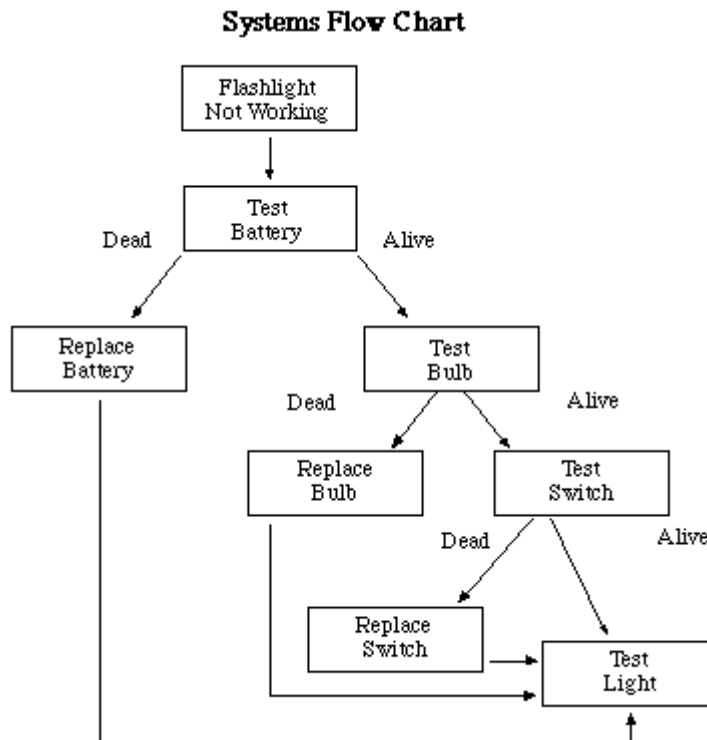 Systems Flow Chart
Flashlight
Not Working
Test
Battery
Dead
Alive
Replace
Battery
Test
Bulb
Dead
Alive
Replace
Bulb
Test
Switch
Dead
Alive
Replace
Switch
Test
Light